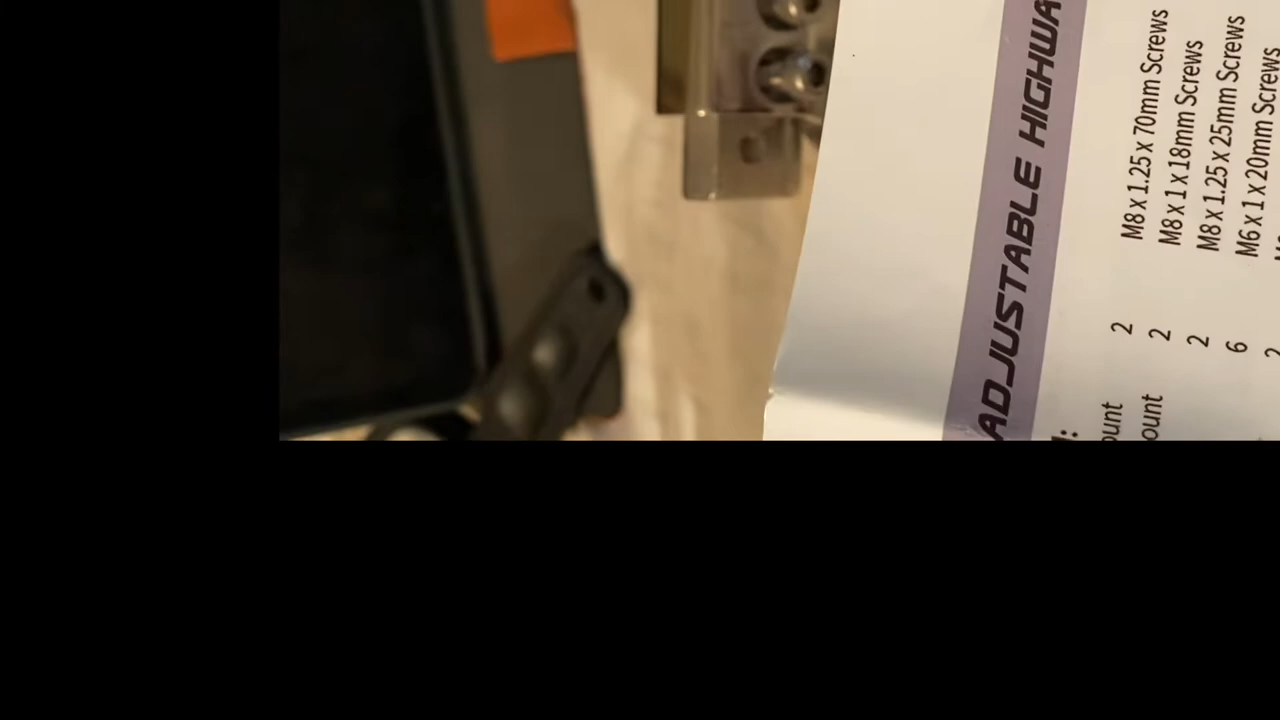 ADJUSTABLE HIGHWA
2 M8 x 1.25 x 70mm Screws
ount 2 M8 x 1 x 18mm Screws
ount 2 M8 x 1.25 x 25mm Screws
6 M6 x 1 x 20mm Screws
2